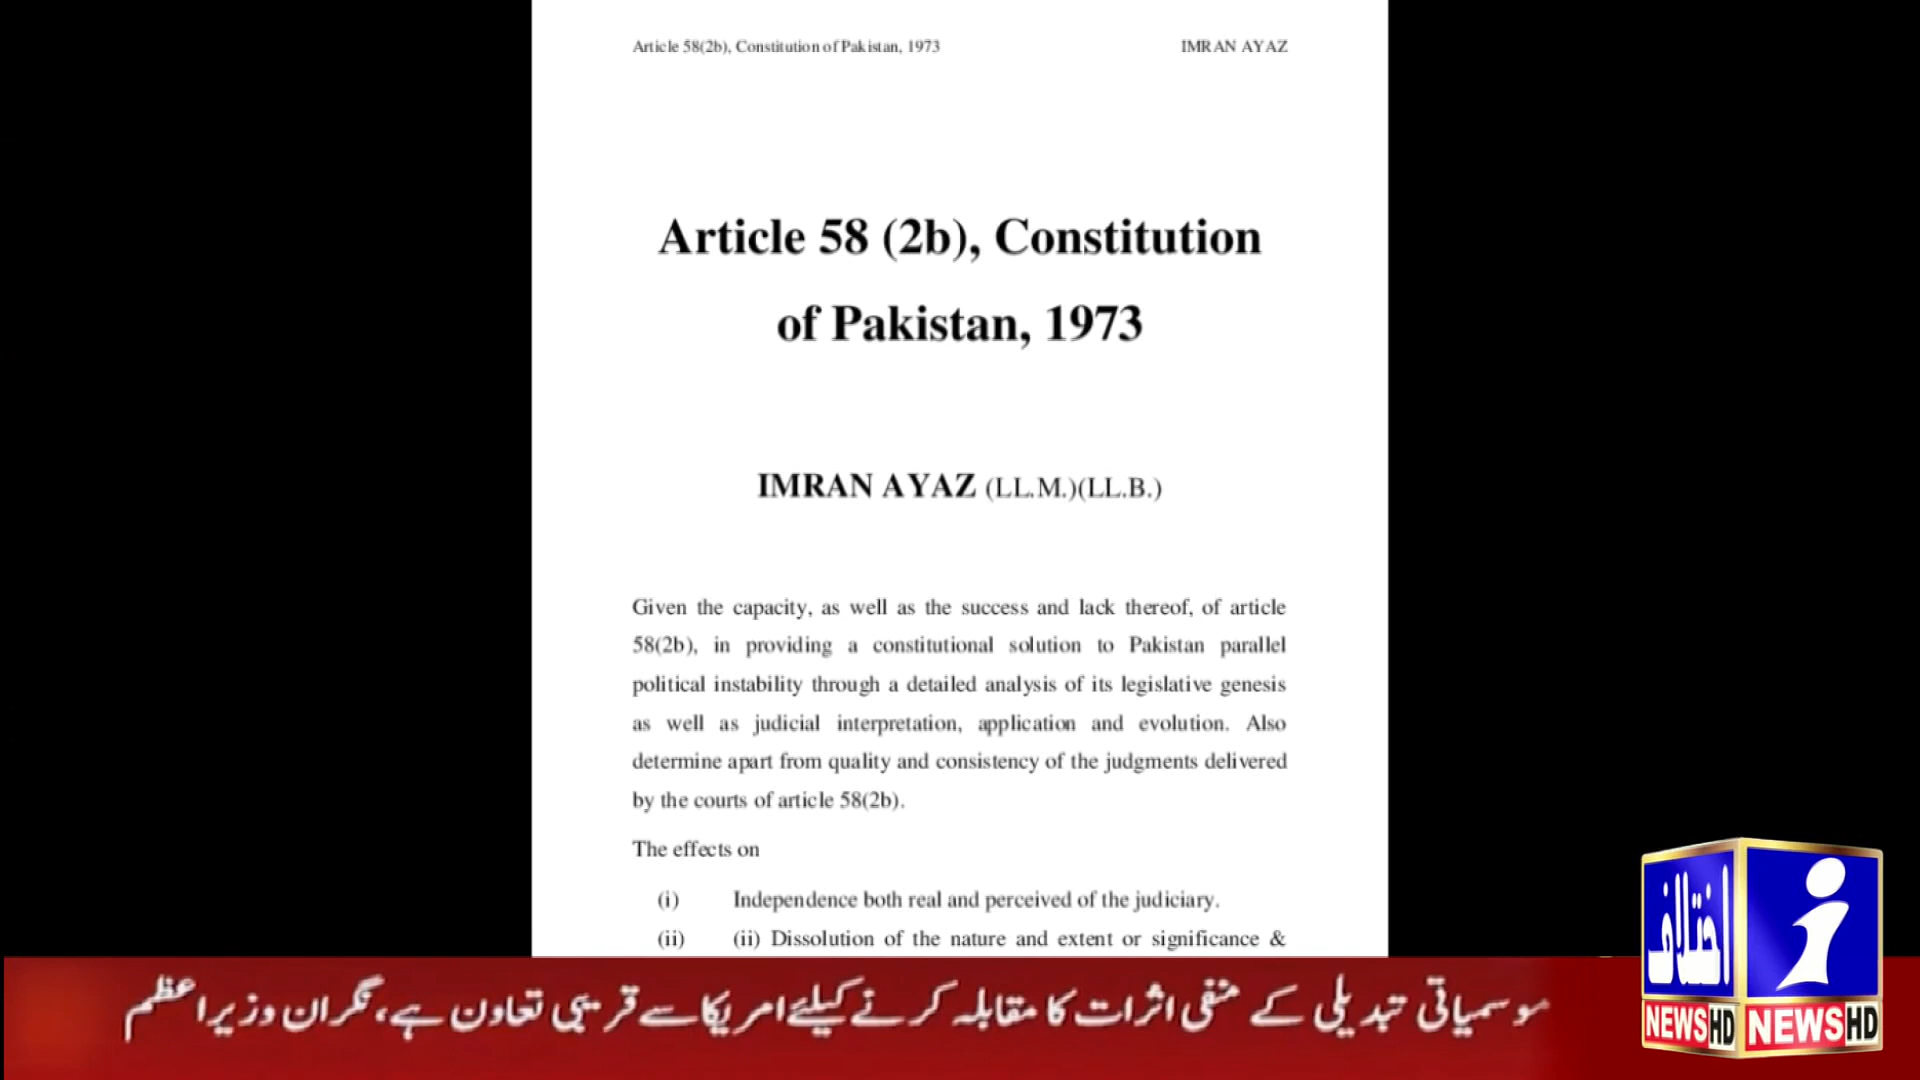 Article 58(2b), Constitution of Pakistan, 1973
IMRAN AYAZ
Article 58 (2b), Constitution
of Pakistan, 1973
IMRAN AYAZ (LL.M.)(LL.B.)
Given the capacity, as well as the success and lack thereof, of article
58(2b), in providing a constitutional solution to Pakistan parallel
political instability through a detailed analysis of its legislative genesis
as well as judicial interpretation, application and evolution. Also
determine apart from quality and consistency of the judgments delivered
by the courts of article 58(2b).
The effects on
(i) Independence both real and perceived of the judiciary.
(ii) (ii) Dissolution of the nature and extent or significance &
موسمیاتی تبدیلی کے منفی اثرات کا مقابلہ کرنے کیلئے امریکا سے قریبی تعاون ہے، نگران وزیراعظم
اختلاف
i
NEWS HD
NEWS HD